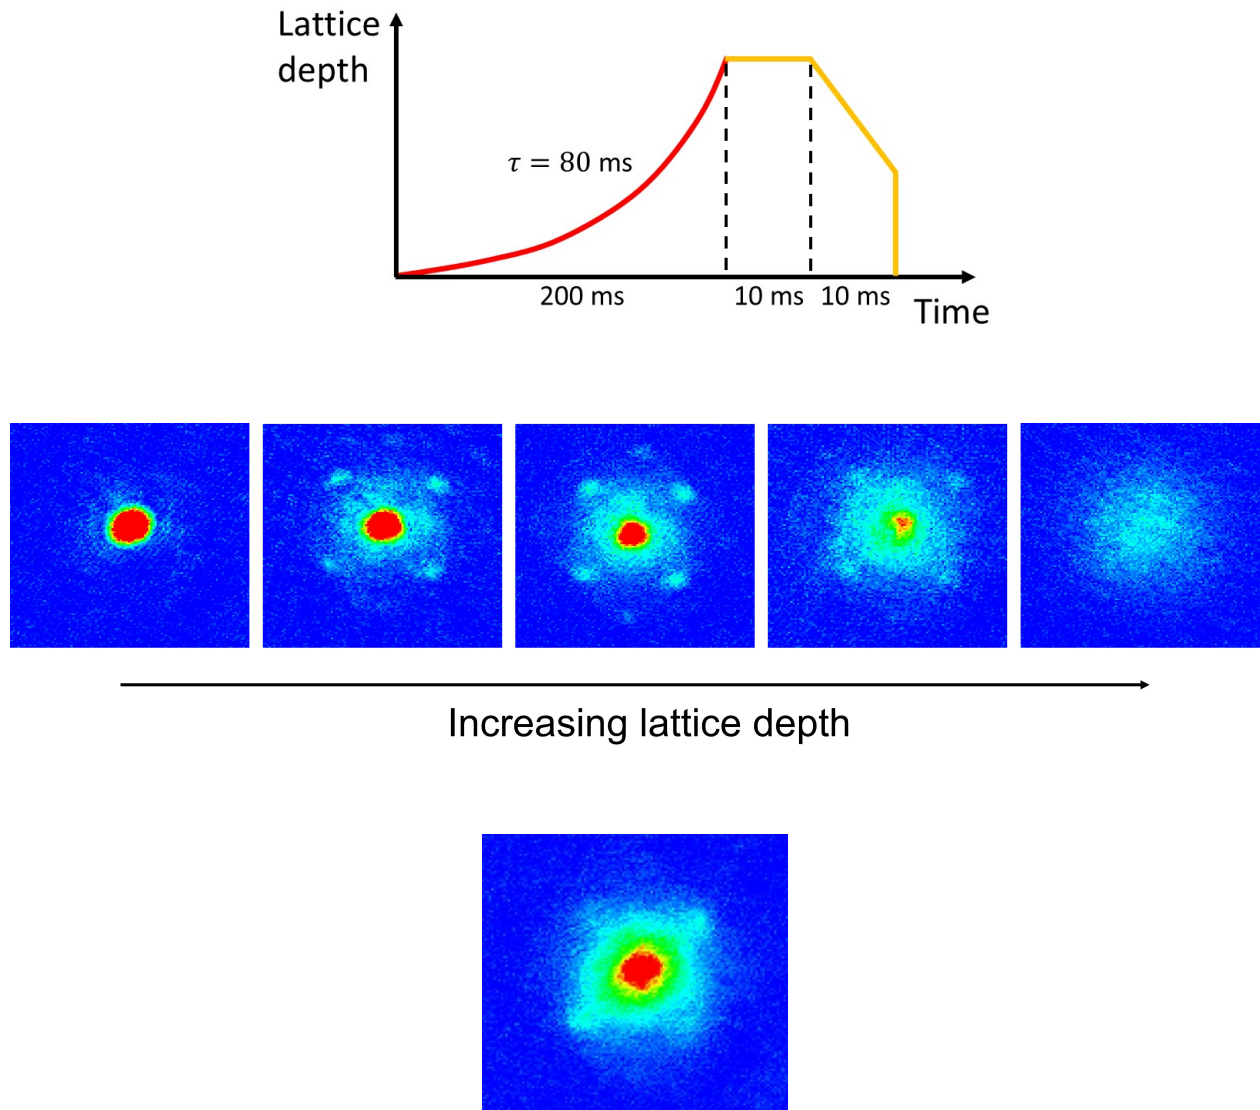 Lattice
depth
τ = 80 ms
200 ms
10 ms
10 ms
Time
Increasing lattice depth